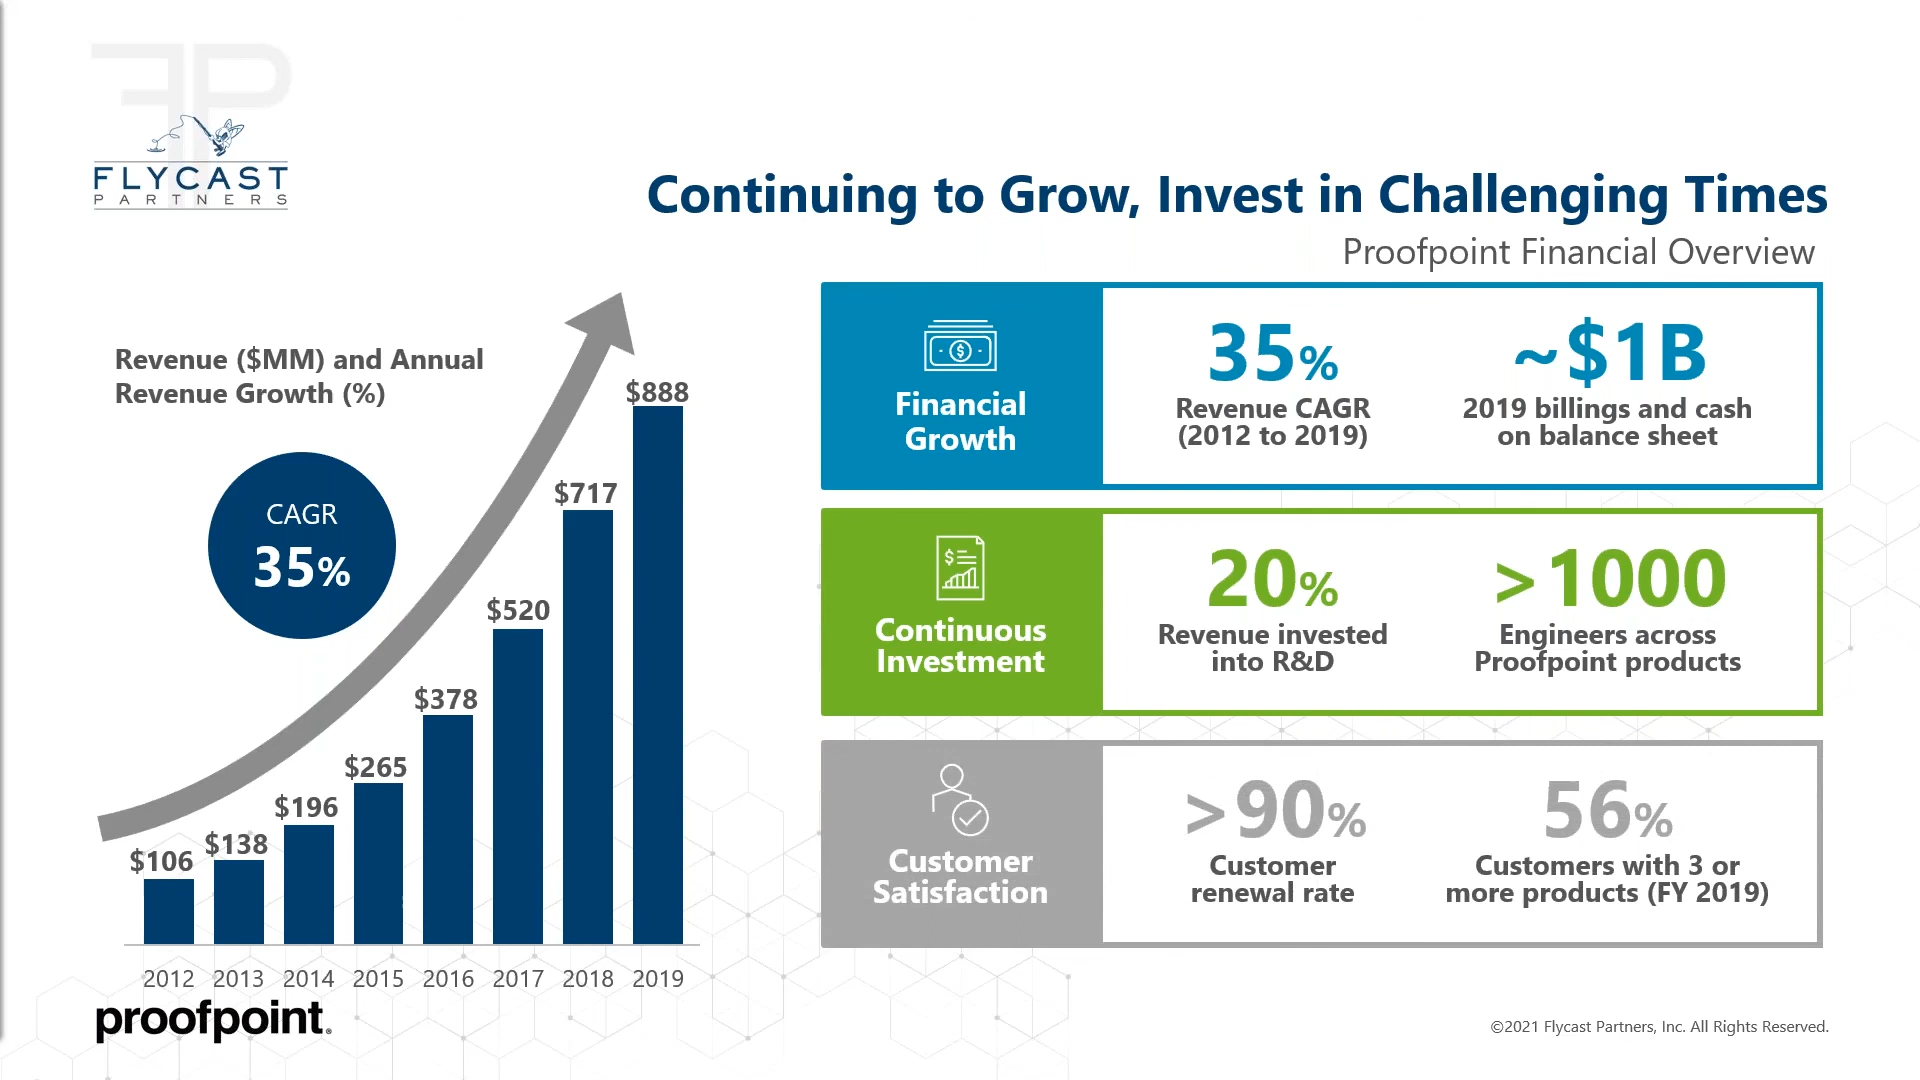 FP
FLYCAST
PARTNERS
Continuing to Grow, Invest in Challenging Times
Proofpoint Financial Overview
Revenue ($MM) and Annual
Revenue Growth (%)
CAGR
35%
$106
$138
$196
$265
$378
$520
$717
$888
2012 2013 2014 2015 2016 2017 2018 2019
$
Financial
Growth
35%
Revenue CAGR
(2012 to 2019)
~$1B
2019 billings and cash
on balance sheet
$
Continuous
Investment
20%
Revenue invested
into R&D
>1000
Engineers across
Proofpoint products
Customer
Satisfaction
>90%
Customer
renewal rate
56%
Customers with 3 or
more products (FY 2019)
proofpoint®
©2021 Flycast Partners, Inc. All Rights Reserved.